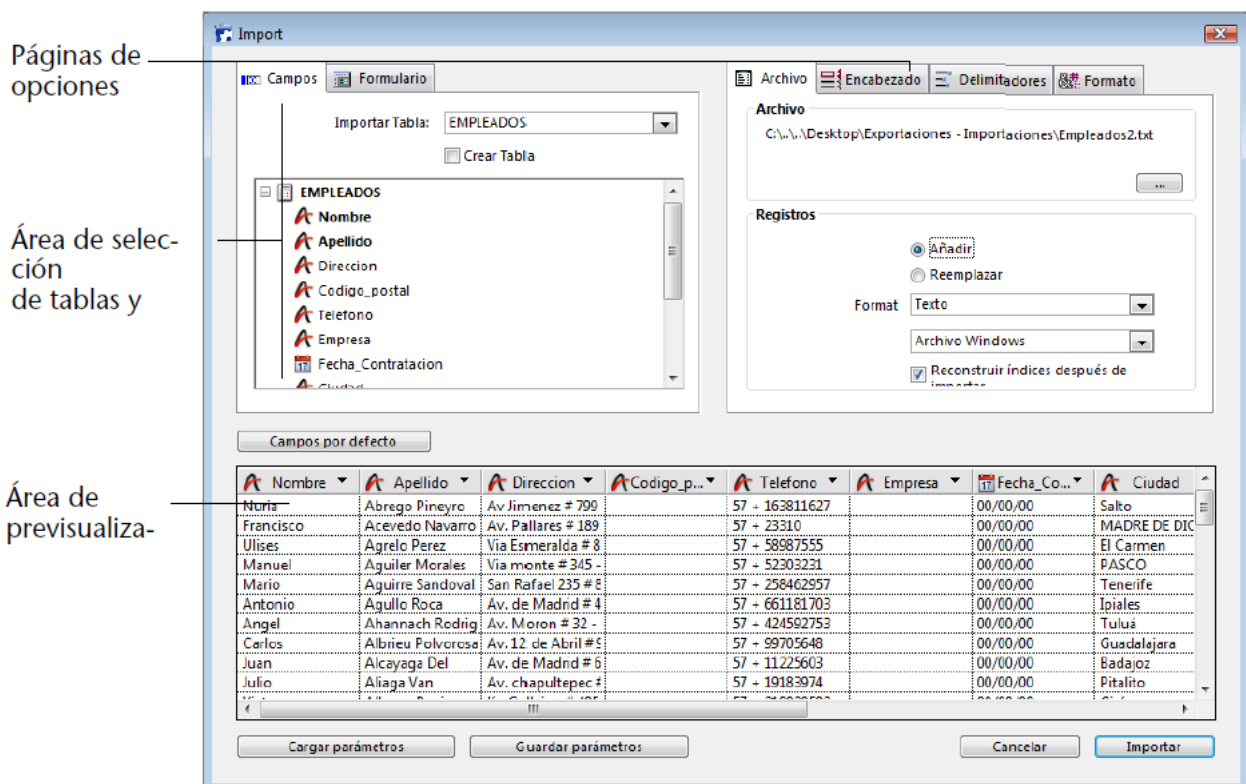 Páginas de
opciones
Área de selec-
ción
de tablas y
Área de
previsualiza-
Import
Campos
Formulario
Importar Tabla: EMPLEADOS
Crear Tabla
EMPLEADOS
Nombre
Apellido
Direccion
Codigo_postal
Telefono
Empresa
17 Fecha_Contratacion
Ciudad
Archivo Encabezado Delimitadores Formato
Archivo
C:\..\..\Desktop\Exportaciones - Importaciones\Empleados2.txt
...
Registros
Añadir
Reemplazar
Format Texto
Archivo Windows
Reconstruir índices después de
importar
Campos por defecto
Nombre Apellido Direccion Codigo_p... Telefono Empresa 17 Fecha_Co... Ciudad
Nuria Abrego Pineyro Av Jimenez # 799 57 + 163811627 00/00/00 Salto
Francisco Acevedo Navarro Av. Pallares # 189 57 + 23310 00/00/00 MADRE DE DIC
Ulises Agrelo Perez Via Esmeralda # 8 57 + 58987555 00/00/00 El Carmen
Manuel Aguiler Morales Via monte # 345 - 57 + 52303231 00/00/00 PASCO
Mario Aguirre Sandoval San Rafael 235 # 8 57 + 258462957 00/00/00 Tenerife
Antonio Agullo Roca Av. de Madrid # 4 57 + 661181703 00/00/00 Ipiales
Angel Ahannach Rodrig Av. Moron # 32 - 57 + 424592753 00/00/00 Tuluá
Carlos Albrieu Polvorosa Av. 12 de Abril # 9 57 + 99705648 00/00/00 Guadalajara
Juan Alcayaga Del Av. de Madrid # 6 57 + 11225603 00/00/00 Badajoz
Julio Aliaga Van Av. chapultepec # 57 + 19183974 00/00/00 Pitalito
Cargar parámetros Guardar parámetros Cancelar Importar